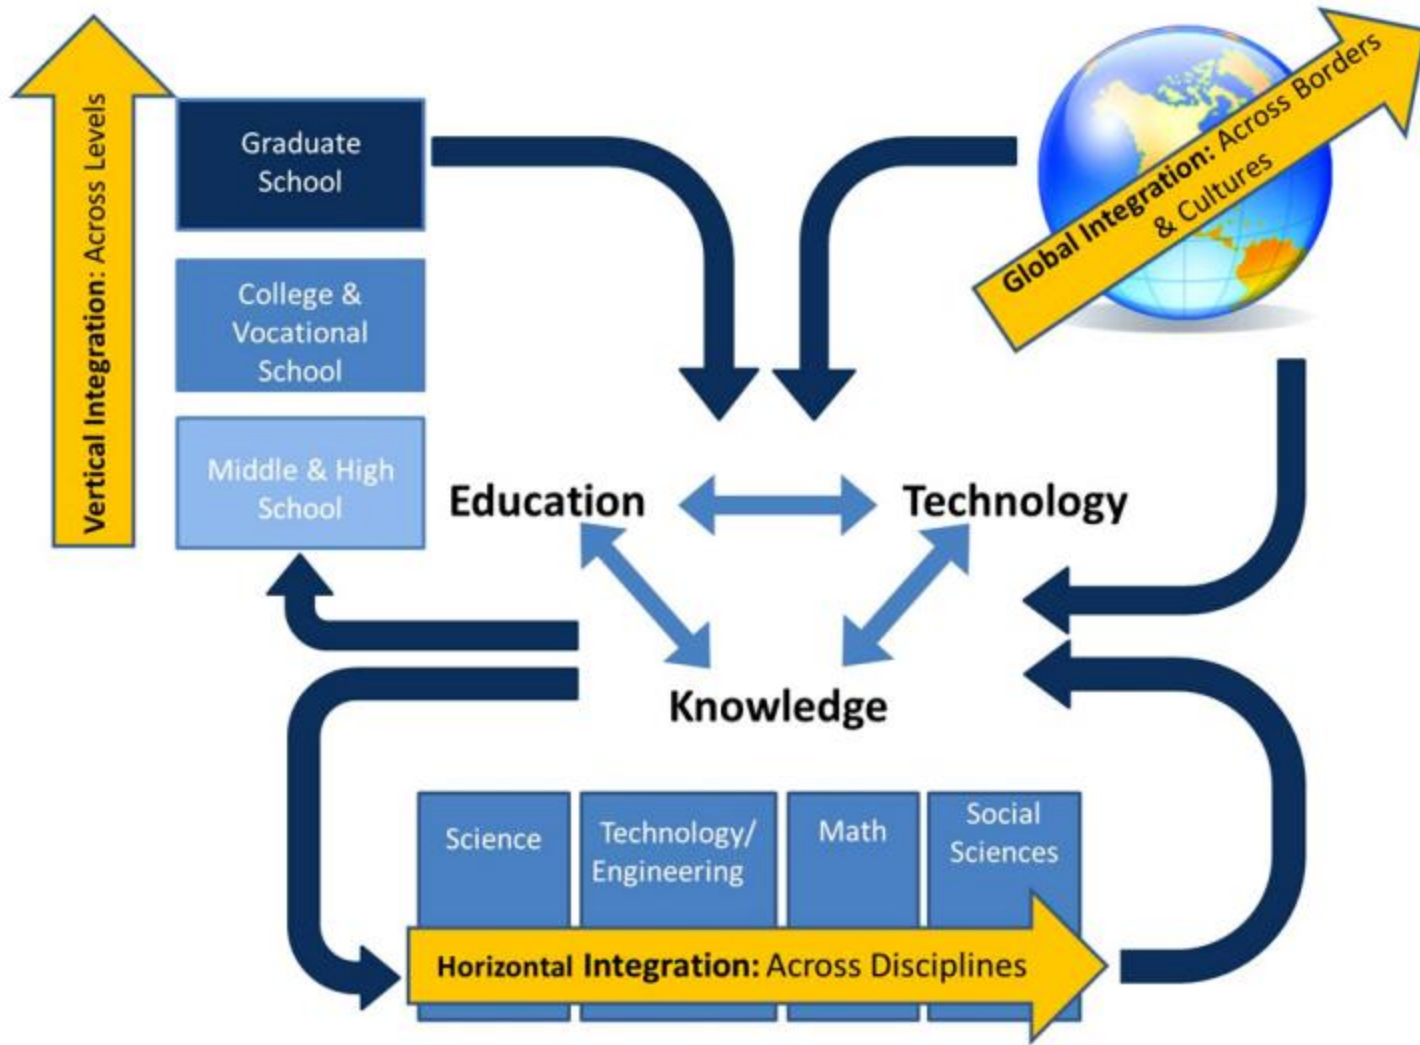 Vertical Integration: Across Levels
Graduate
School
College &
Vocational
School
Middle & High
School
Global Integration: Across Borders
& Cultures
Education
Technology
Knowledge
Science
Technology/
Engineering
Math
Social
Sciences
Horizontal Integration: Across Disciplines